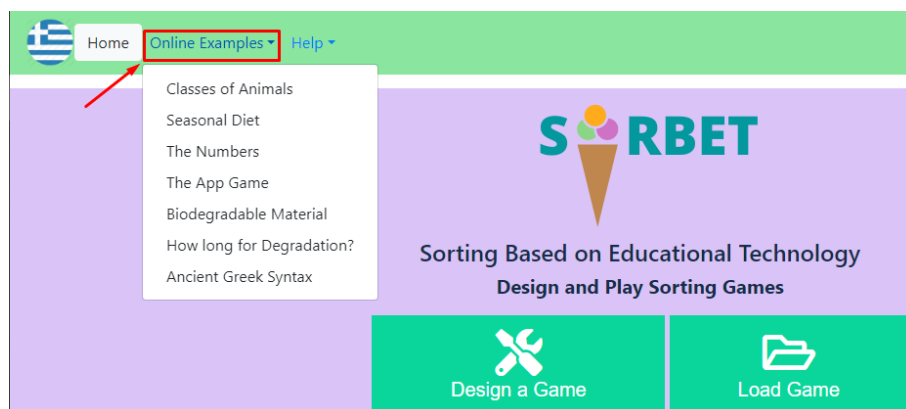 Home Online Examples Help
Classes of Animals
Seasonal Diet
The Numbers
The App Game
Biodegradable Material
How long for Degradation?
Ancient Greek Syntax
S RBET
Sorting Based on Educational Technology
Design and Play Sorting Games
Design a Game
Load Game